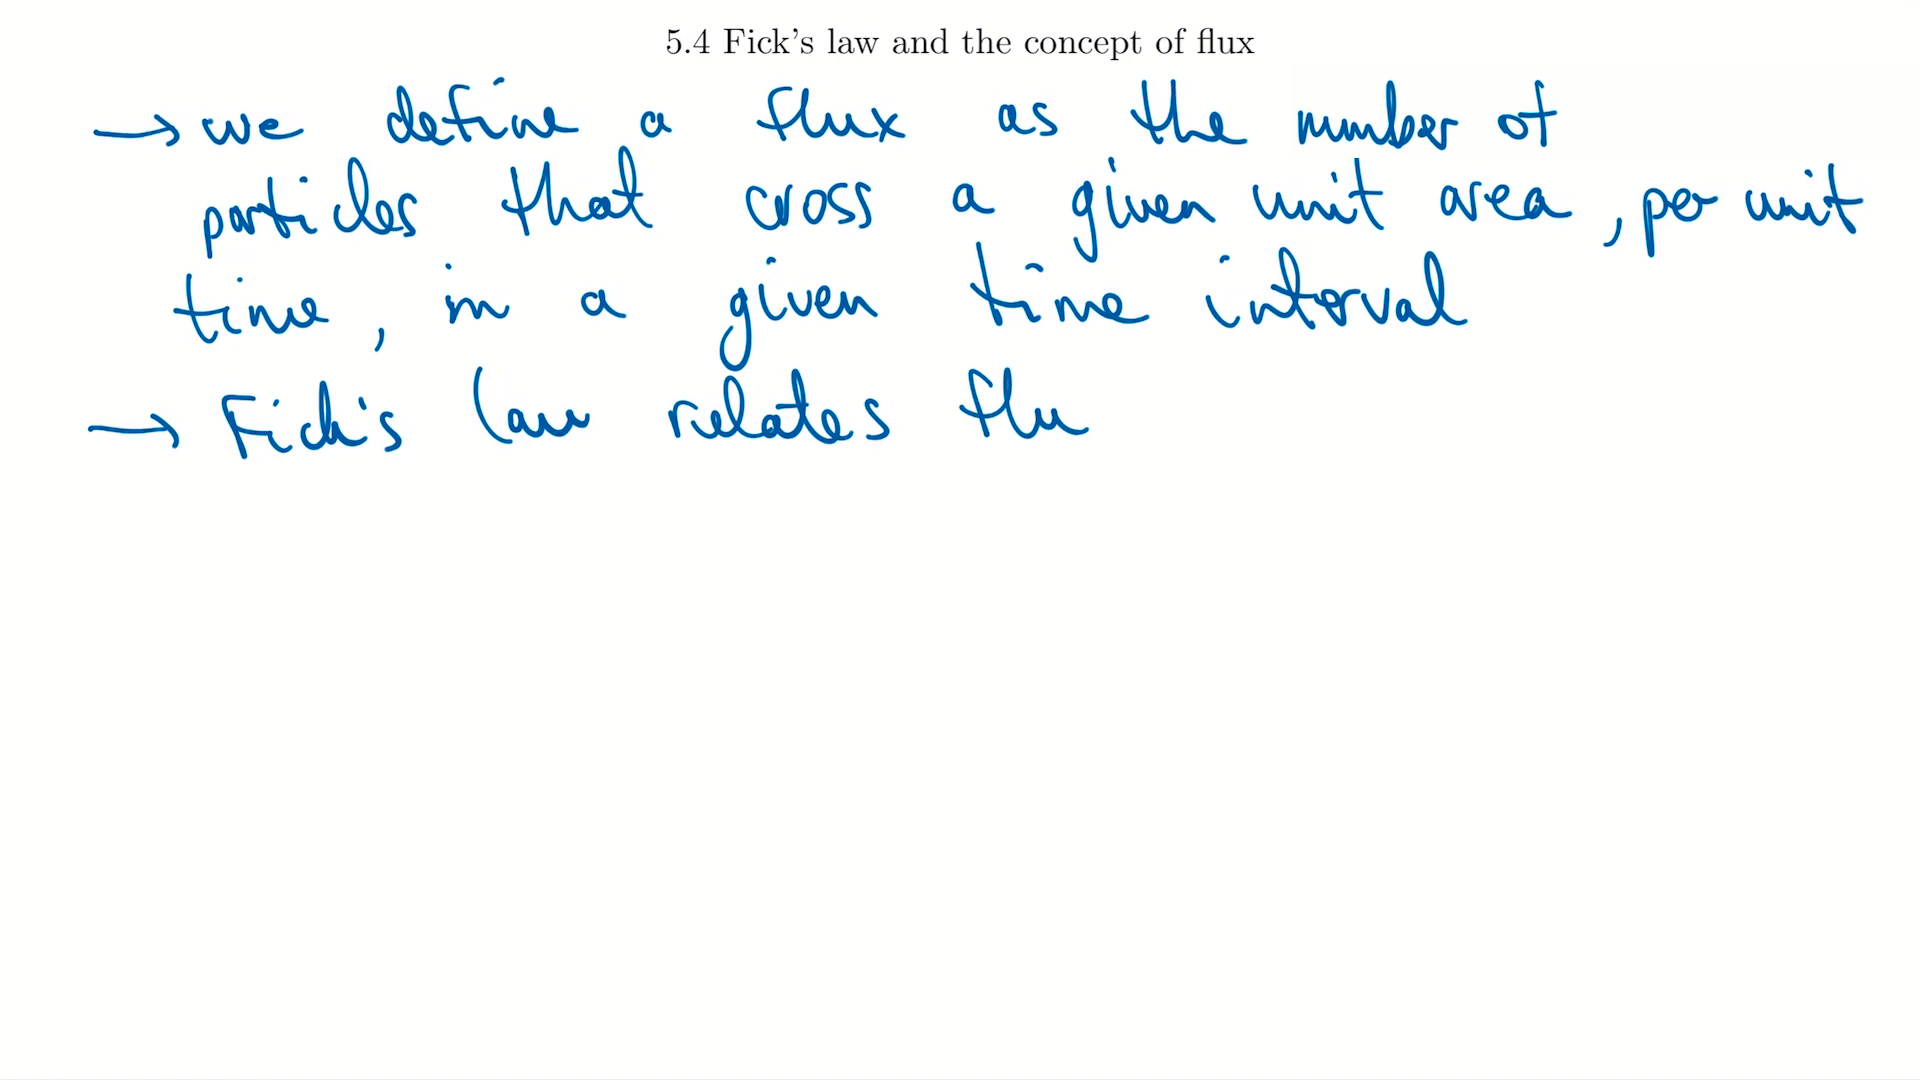 5.4 Fick's law and the concept of flux
→ we define a flux as the number of
particles that cross a given unit area, per unit
time, in a given time interval
→ Fick's law relates flu